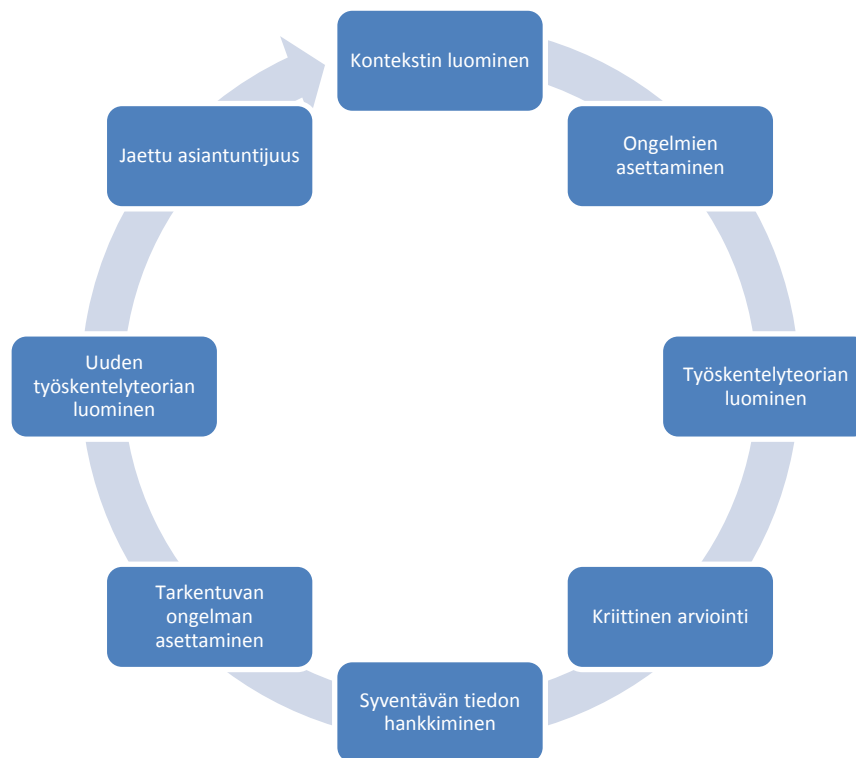 Kontekstin luominen
Ongelmien
asettaminen
Työskentelyteorian
luominen
Kriittinen arviointi
Syventävän tiedon
hankkiminen
Tarkentuvan
ongelman
asettaminen
Uuden
työskentelyteorian
luominen
Jaettu asiantuntijuus